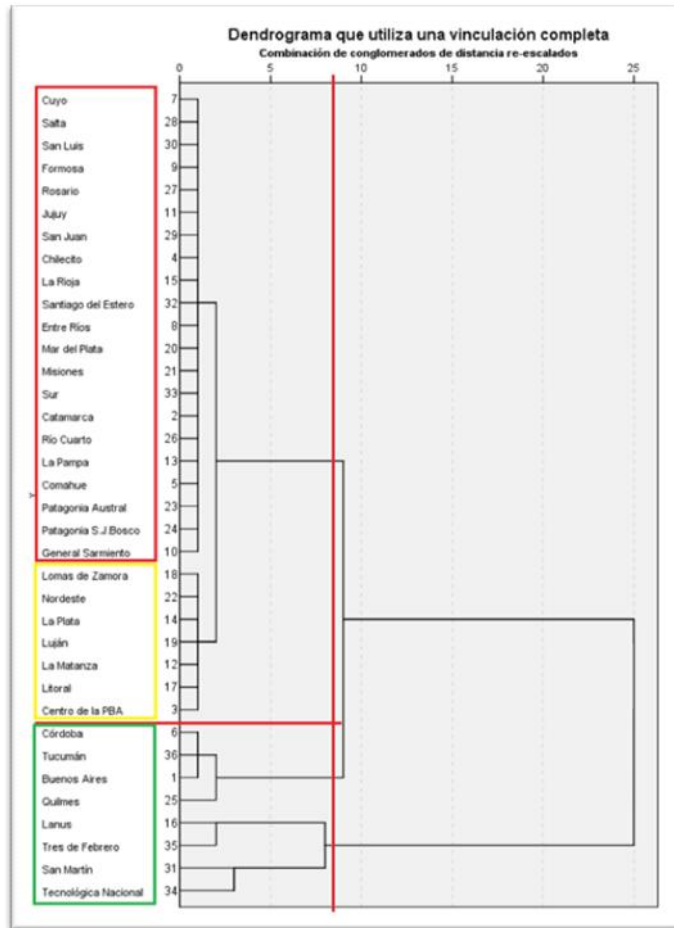 Dendrograma que utiliza una vinculación completa
Combinación de conglomerados de distancia re-escalados
0 5 10 15 20 25
Cuyo 7
Salta 28
San Luis 30
Formosa 9
Rosario 27
Jujuy 11
San Juan 29
Chilecito 4
La Rioja 15
Santiago del Estero 32
Entre Ríos 8
Mar del Plata 20
Misiones 21
Sur 33
Catamarca 2
Río Cuarto 26
La Pampa 13
Comahue 5
Y
Patagonia Austral 23
Patagonia S.J.Bosco 24
General Sarmiento 10
Lomas de Zamora 18
Nordeste 22
La Plata 14
Luján 19
La Matanza 12
Litoral 17
Centro de la PBA 3
Córdoba 6
Tucumán 36
Buenos Aires 1
Quilmes 25
Lanus 16
Tres de Febrero 35
San Martín 31
Tecnológica Nacional 34